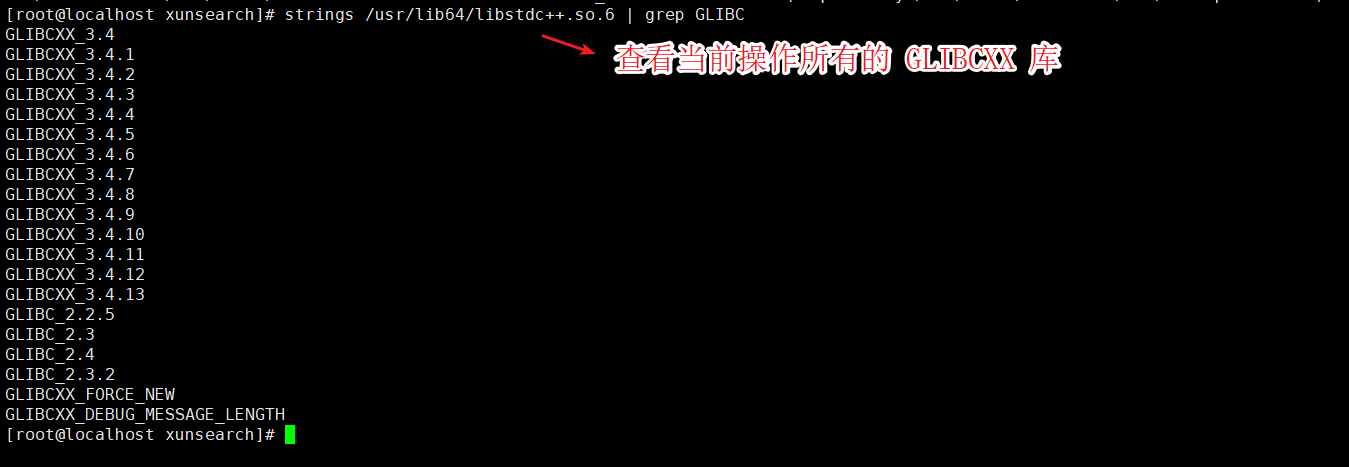 [root@localhost xunsearch]# strings /usr/lib64/libstdc++.so.6 | grep GLIBC
GLIBCXX_3.4
查看当前操作所有的 GLIBCXX 库
GLIBCXX_3.4.1
GLIBCXX_3.4.2
GLIBCXX_3.4.3
GLIBCXX_3.4.4
GLIBCXX_3.4.5
GLIBCXX_3.4.6
GLIBCXX_3.4.7
GLIBCXX_3.4.8
GLIBCXX_3.4.9
GLIBCXX_3.4.10
GLIBCXX_3.4.11
GLIBCXX_3.4.12
GLIBCXX_3.4.13
GLIBC_2.2.5
GLIBC_2.3
GLIBC_2.4
GLIBC_2.3.2
GLIBCXX_FORCE_NEW
GLIBCXX_DEBUG_MESSAGE_LENGTH
[root@localhost xunsearch]#